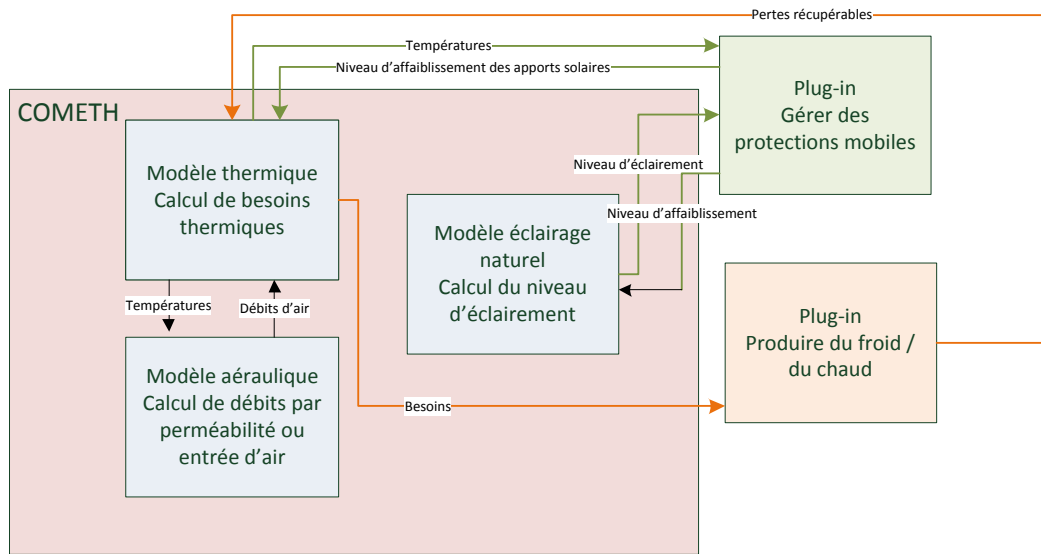 Pertes récupérables
Températures
Niveau d'affaiblissement des apports solaires
Plug-in
Gérer des
protections mobiles
COMETH
Modèle thermique
Calcul de besoins
thermiques
Niveau d'éclairement
Niveau d'affaiblissement
Modèle éclairage
naturel
Calcul du niveau
d'éclairement
Plug-in
Produire du froid /
du chaud
Températures
Débits d'air
Modèle aéraulique
Calcul de débits par
perméabilité ou
entrée d'air
Besoins